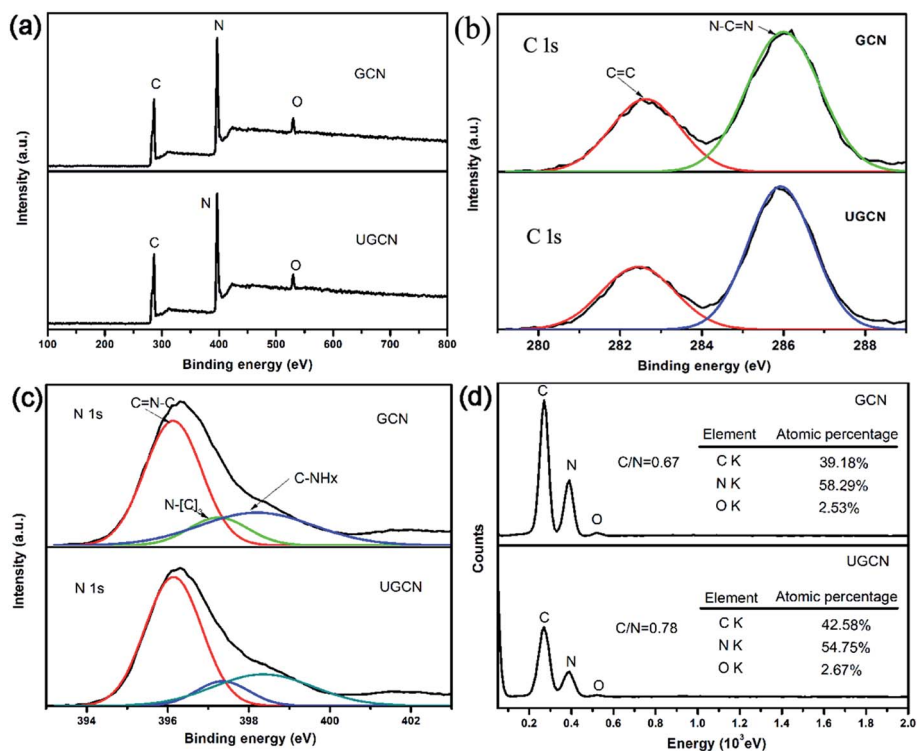 (a)
N
GCN
C
O
N
UGCN
C
O
Intensity (a.u.)
100 200 300 400 500 600 700 800
Binding energy (eV)
(b)
C 1s
N-C=N
GCN
C=C
C 1s
UGCN
Intensity (a.u.)
280 282 284 286 288
Binding energy (eV)
(c)
N 1s
C=N-C
GCN
C-NHx
N-[C]3
N 1s
UGCN
Intensity (a.u.)
394 396 398 400 402
Binding energy (eV)
(d)
C
GCN
Element Atomic percentage
C/N=0.67
C K 39.18%
N
N K 58.29%
O
O K 2.53%
UGCN
Element Atomic percentage
C
C/N=0.78
C K 42.58%
N
N K 54.75%
O
O K 2.67%
Counts
0.2 0.4 0.6 0.8 1.0 1.2 1.4 1.6 1.8 2.0
Energy (10³eV)